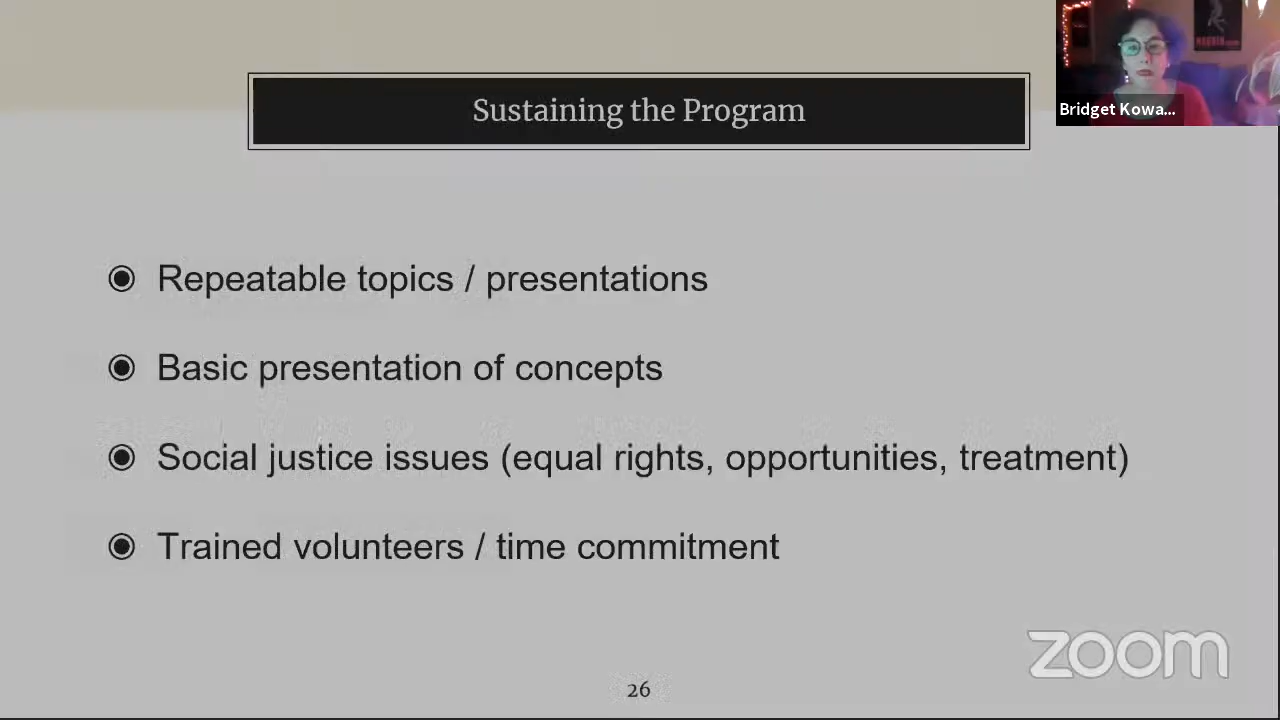 Sustaining the Program
Bridget Kowa...
Repeatable topics / presentations
Basic presentation of concepts
Social justice issues (equal rights, opportunities, treatment)
Trained volunteers / time commitment
zoom
26